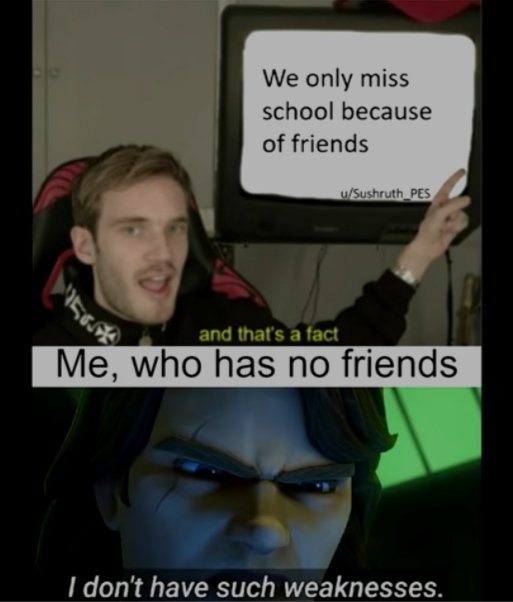 We only miss
school because
of friends
u/Sushruth_PES
and that's a fact
Me, who has no friends
I don't have such weaknesses.